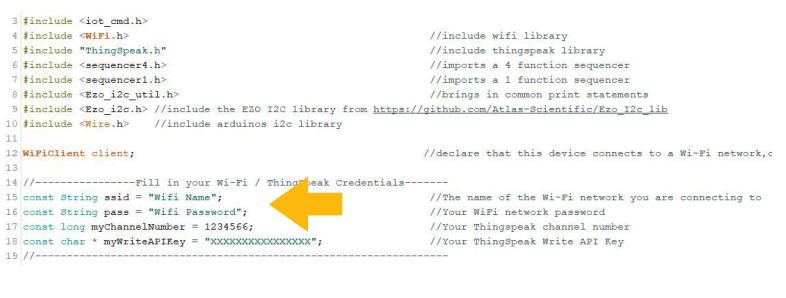 3 #include <iot_cmd.h>
4 #include <WiFi.h> //include wifi library
5 #include "ThingSpeak.h" //include thingspeak library
6 #include <sequencer4.h> //imports a 4 function sequencer
7 #include <sequencer1.h> //imports a 1 function sequencer
8 #include <Ezo_i2c_util.h> //brings in common print statements
9 #include <Ezo_i2c.h> //include the EZO I2C library from https://github.com/Atlas-Scientific/Ezo_I2c_lib
10 #include <Wire.h> //include arduinos i2c library
11
12 WiFiClient client; //declare that this device connects to a Wi-Fi network,c
13
14 //----------------Fill in your Wi-Fi / ThingSpeak Credentials-------
15 const String ssid = "Wifi Name"; //The name of the Wi-Fi network you are connecting to
16 const String pass = "Wifi Password"; //Your WiFi network password
17 const long myChannelNumber = 1234566; //Your Thingspeak channel number
18 const char * myWriteAPIKey = "XXXXXXXXXXXXXXXX"; //Your ThingSpeak Write API Key
19 //------------------------------------------------------------------